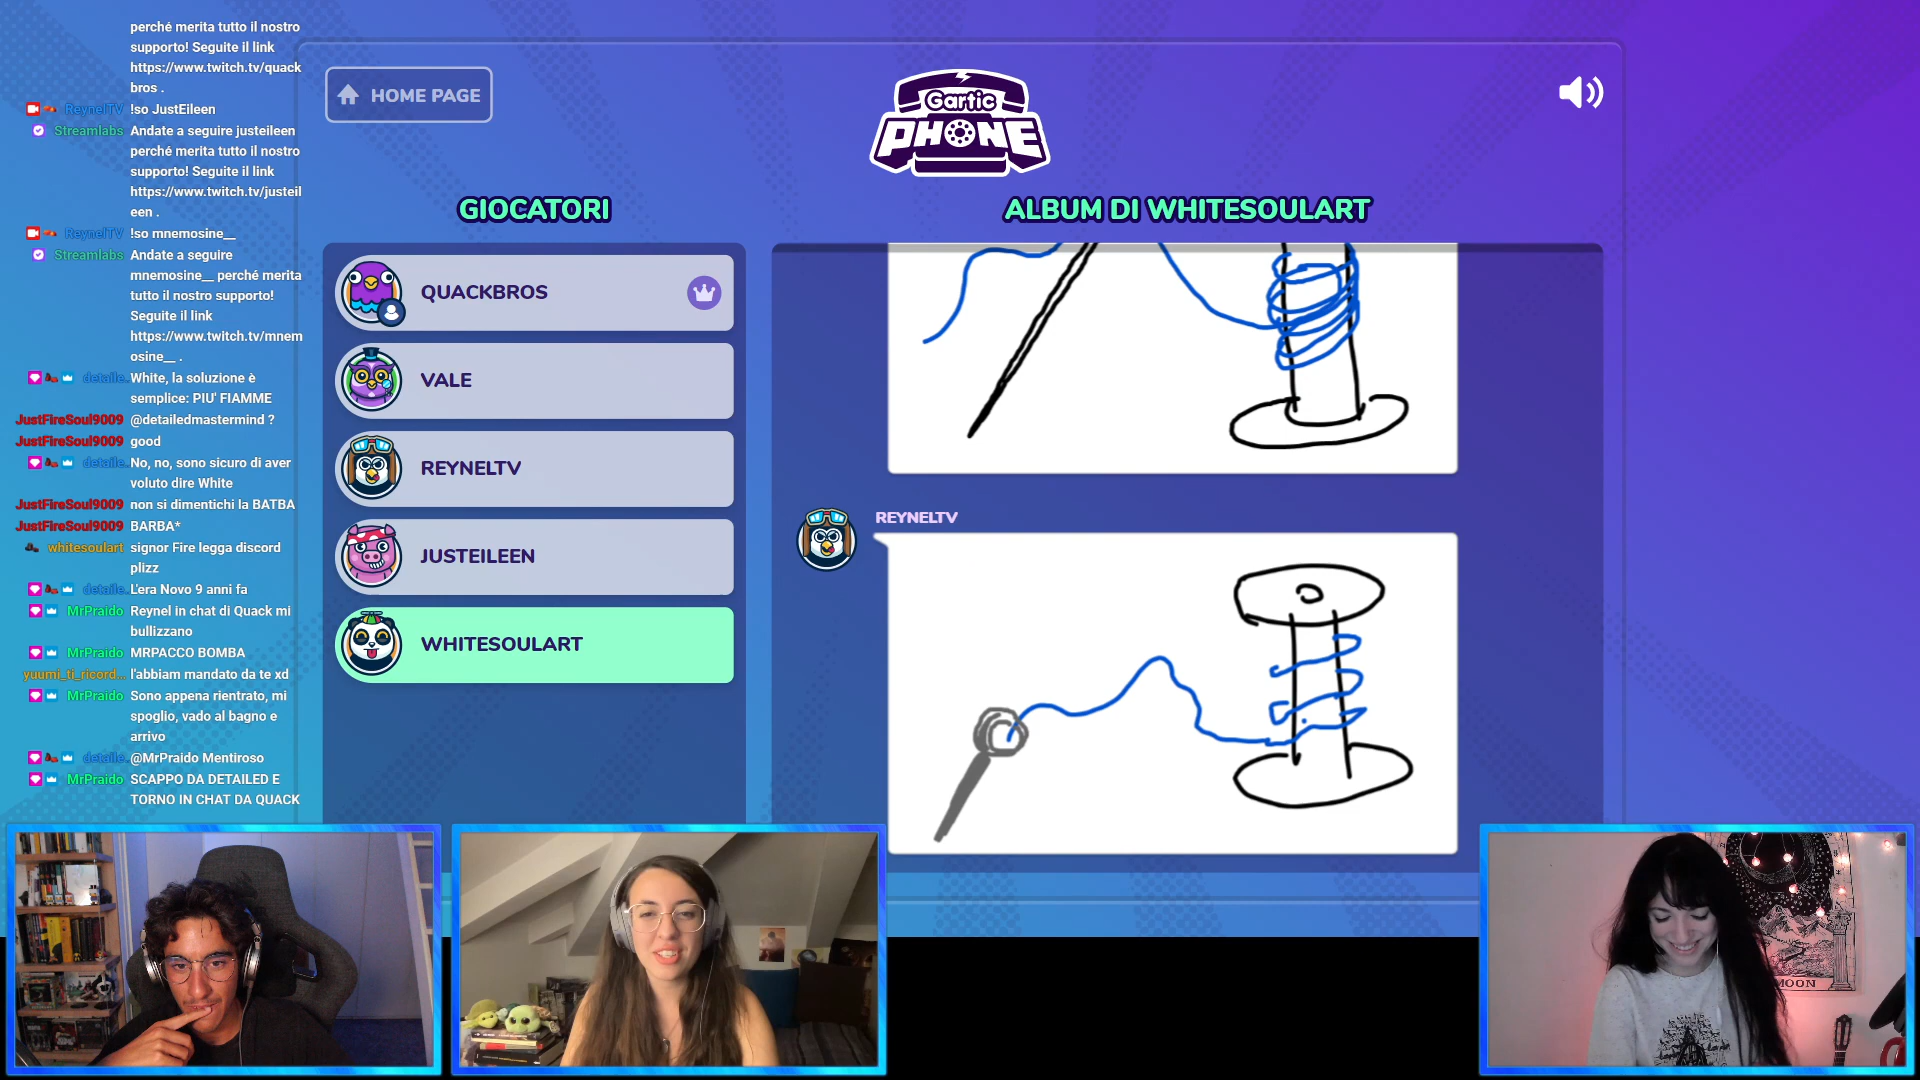 perché merita tutto il nostro
supporto! Seguite il link
https://www.twitch.tv/quack
bros .
ReynelTV !so JustEileen
Streamlabs Andate a seguire justeileen
perché merita tutto il nostro
supporto! Seguite il link
https://www.twitch.tv/justeil
een .
ReynelTV !so mnemosine__
Streamlabs Andate a seguire
mnemosine__ perché merita
tutto il nostro supporto!
Seguite il link
https://www.twitch.tv/mnem
osine__ .
detaile... White, la soluzione è
semplice: PIU' FIAMME
JustFireSoul9009 @detailedmastermind ?
JustFireSoul9009 good
detaile... No, no, sono sicuro di aver
voluto dire White
JustFireSoul9009 non si dimentichi la BATBA
JustFireSoul9009 BARBA*
whitesoulart signor Fire legga discord
plizz
detaile... L'era Novo 9 anni fa
MrPraido Reynel in chat di Quack mi
bullizzano
MrPraido MRPACCO BOMBA
yuumi_ti_ricord... l'abbiam mandato da te xd
MrPraido Sono appena rientrato, mi
spoglio, vado al bagno e
arrivo
detaile... @MrPraido Mentiroso
MrPraido SCAPPO DA DETAILED E
TORNO IN CHAT DA QUACK
HOME PAGE
Gartic
PHONE
GIOCATORI
QUACKBROS
VALE
REYNELTV
JUSTEILEEN
WHITESOULART
ALBUM DI WHITESOULART
REYNELTV
MOON